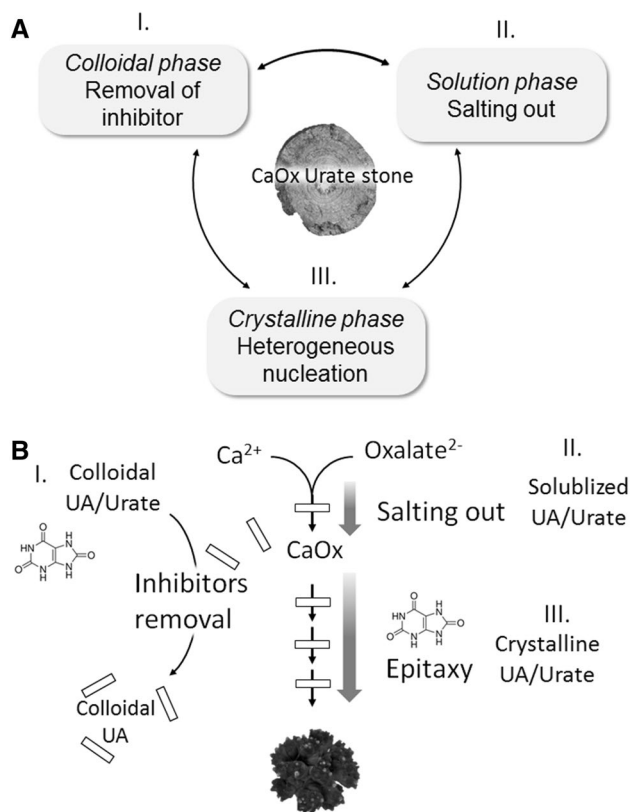 A
I.
Colloidal phase
Removal of
inhibitor
II.
Solution phase
Salting out
CaOx Urate stone
III.
Crystalline phase
Heterogeneous
nucleation
B
I.
Colloidal
UA/Urate
Ca2+
Oxalate2-
II.
Solublized
UA/Urate
Salting out
CaOx
O
HN
H
N
O
O
N
H
N
H
Inhibitors
removal
O
HN
H
N
O
O
N
H
N
H
Epitaxy
III.
Crystalline
UA/Urate
Colloidal
UA